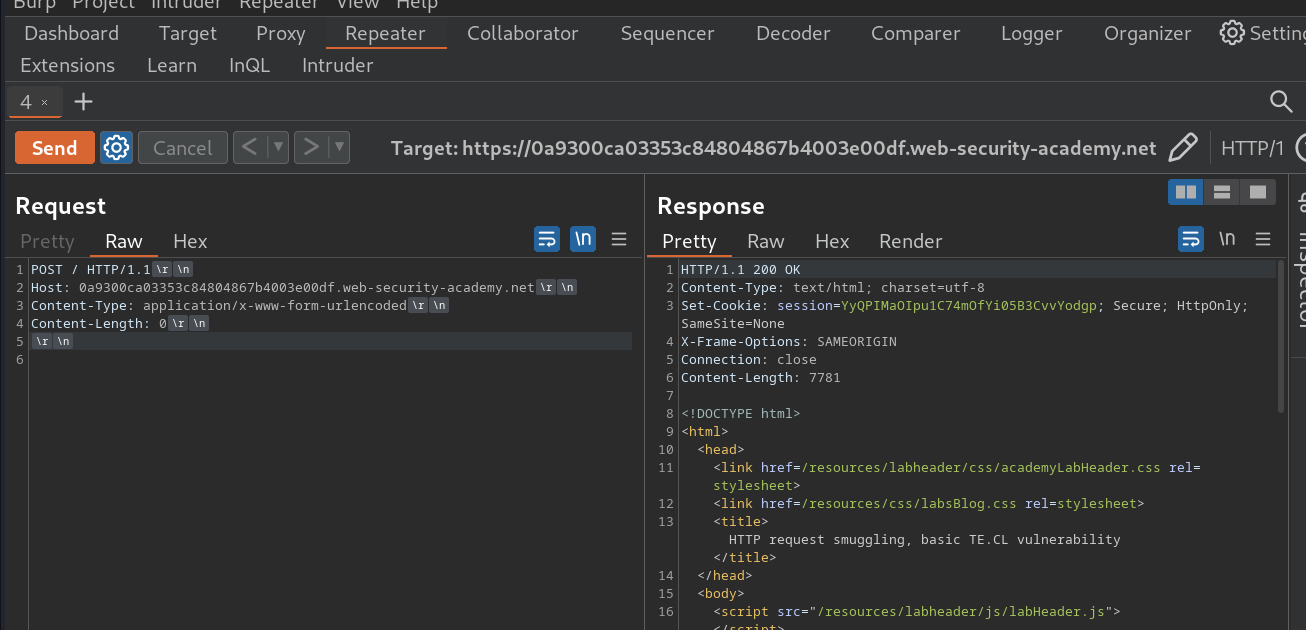 Burp Project Intruder Repeater View Help
Dashboard Target Proxy Repeater Collaborator Sequencer Decoder Comparer Logger Organizer Settin
Extensions Learn InQL Intruder
4 × +
Send Cancel < > Target: https://0a9300ca03353c84804867b4003e00df.web-security-academy.net HTTP/1
Request
Pretty Raw Hex \n
1 POST / HTTP/1.1 \r \n
2 Host: 0a9300ca03353c84804867b4003e00df.web-security-academy.net \r \n
3 Content-Type: application/x-www-form-urlencoded \r \n
4 Content-Length: 0 \r \n
5 \r \n
6
Response
Pretty Raw Hex Render \n
1 HTTP/1.1 200 OK
2 Content-Type: text/html; charset=utf-8
3 Set-Cookie: session=YyQPIMaOIpu1C74mOfYi05B3CvvYodgp; Secure; HttpOnly;
SameSite=None
4 X-Frame-Options: SAMEORIGIN
5 Connection: close
6 Content-Length: 7781
7
8 <!DOCTYPE html>
9 <html>
10 <head>
11 <link href=/resources/labheader/css/academyLabHeader.css rel=
stylesheet>
12 <link href=/resources/css/labsBlog.css rel=stylesheet>
13 <title>
HTTP request smuggling, basic TE.CL vulnerability
</title>
14 </head>
15 <body>
16 <script src="/resources/labheader/js/labHeader.js">
</script>
Inspector